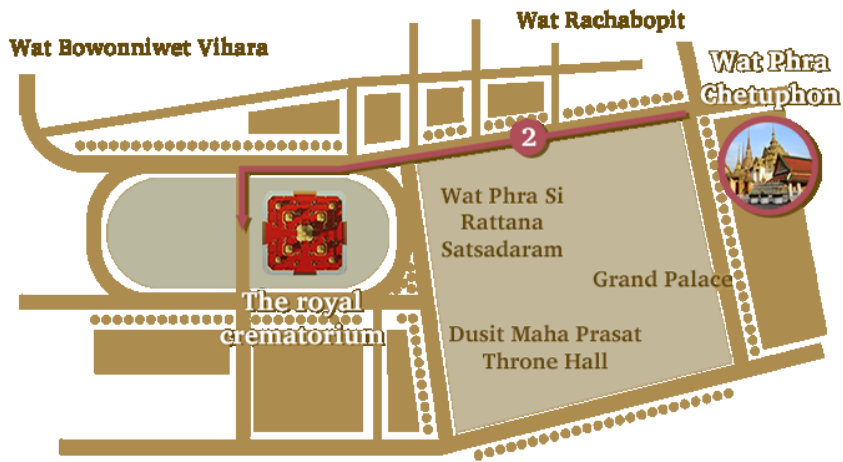 Wat Rachabopit
Wat Bowonniwet Vihara
Wat Phra
Chetuphon
2
Wat Phra Si
Rattana
Satsadaram
Grand Palace
The royal
crematorium
Dusit Maha Prasat
Throne Hall